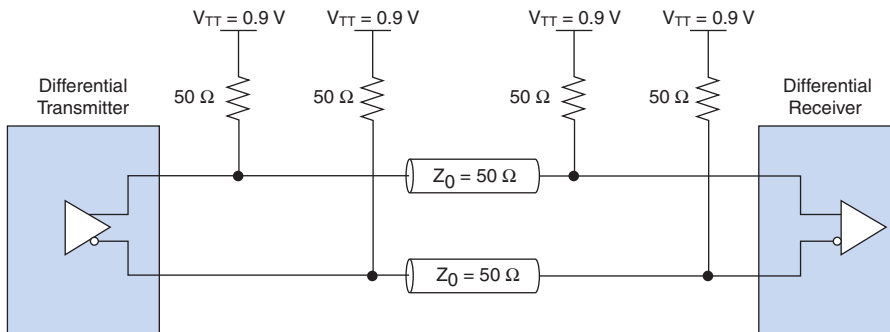 V_TT = 0.9 V V_TT = 0.9 V V_TT = 0.9 V V_TT = 0.9 V
Differential
Transmitter
Differential
Receiver
50 Ω 50 Ω 50 Ω 50 Ω
Z_0 = 50 Ω
Z_0 = 50 Ω